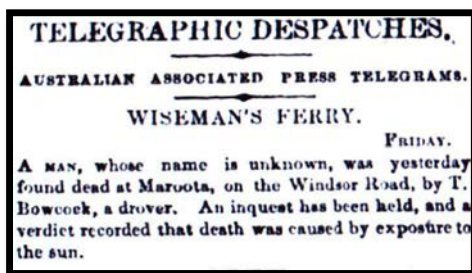 TELEGRAPHIC DESPATCHES.
AUSTRALIAN ASSOCIATED PRESS TELEGRAMS.
WISEMAN'S FERRY.
FRIDAY.
A MAN, whose name is unknown, was yesterday
found dead at Maroota, on the Windsor Road, by T.
Bowcock, a drover. An inquest has been held, and a
verdict recorded that death was caused by exposure to
the sun.